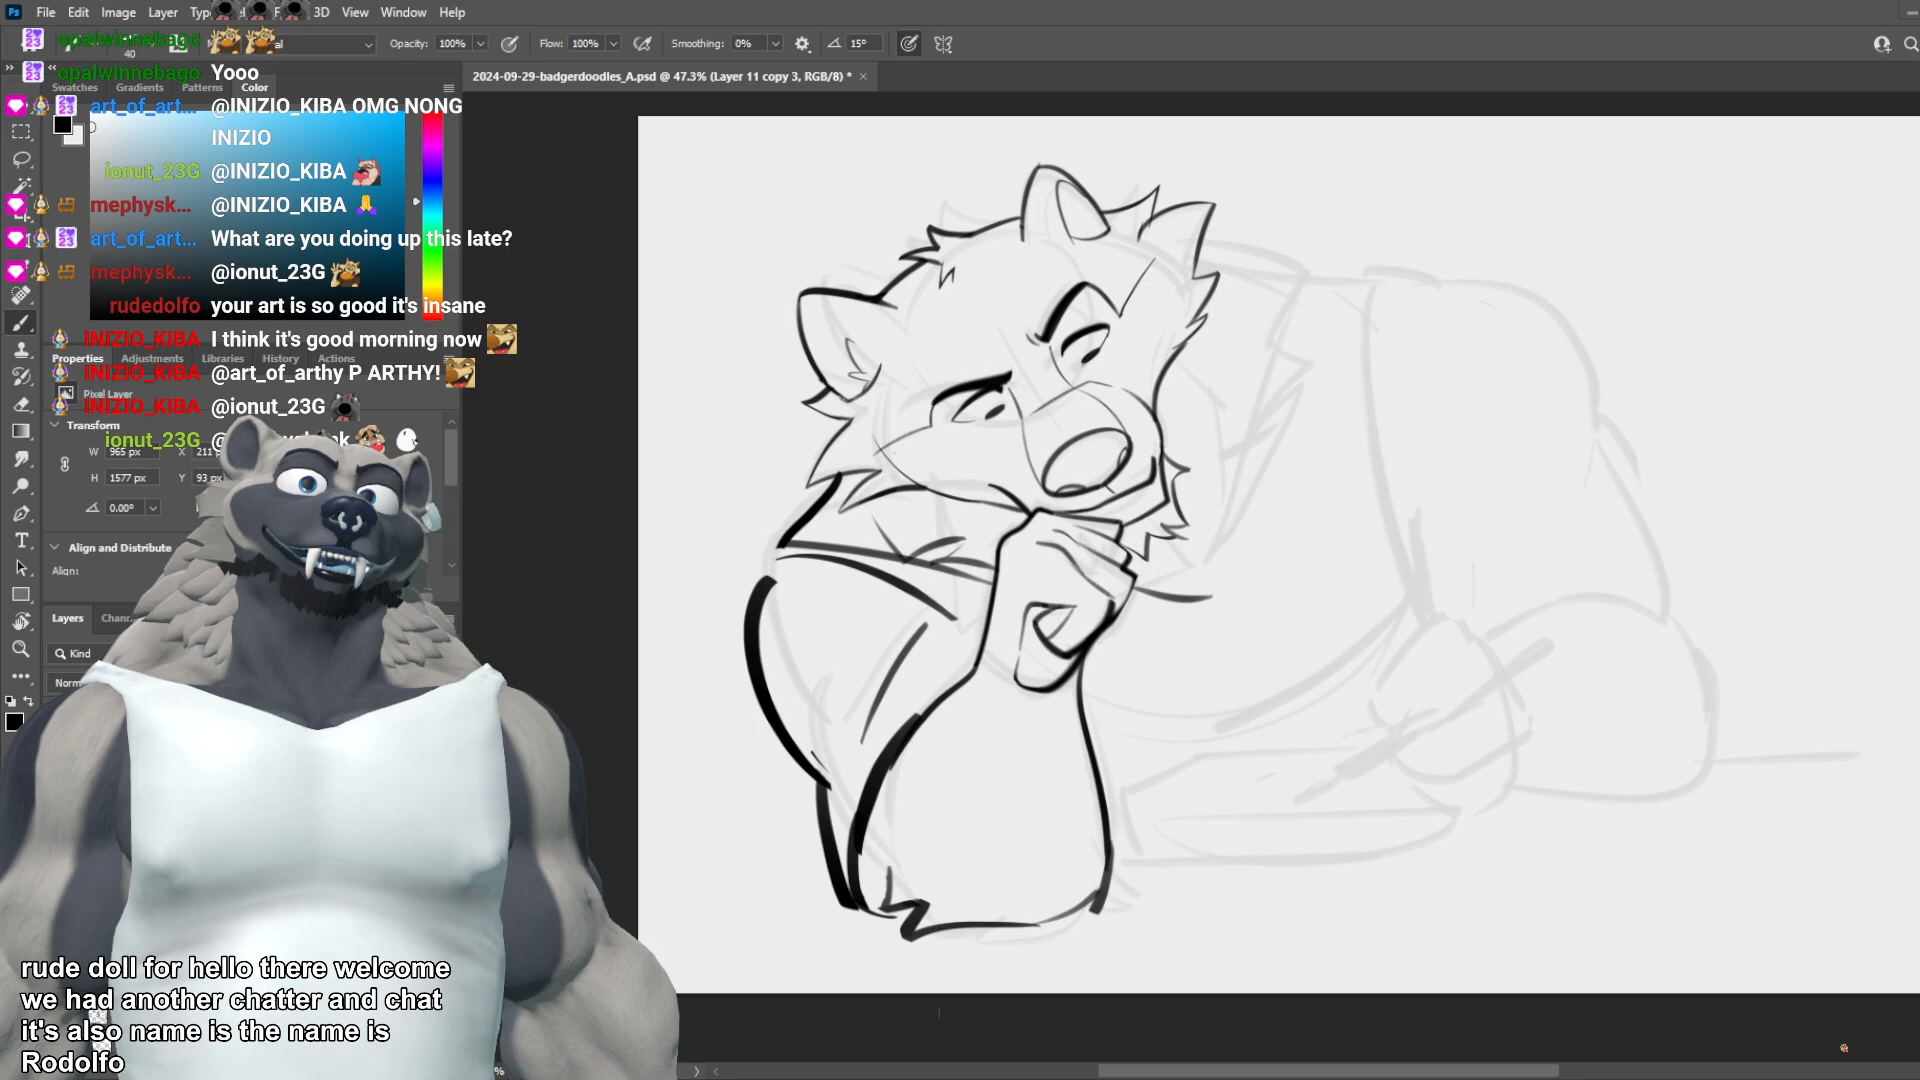 Ps File Edit Image Layer 3D View Window Help
opalwinnebago
40 Opacity: 100% Flow: 100% Smoothing: 0% 15°
opalwinnebago Yooo
2024-09-29-badgerdoodles_A.psd @ 47.3% (Layer 11 copy 3, RGB/8) *
Swatches Gradients Patterns Color
art_of_art... @INIZIO_KIBA OMG NONG
INIZIO
ionut_23G @INIZIO_KIBA
mephysk... @INIZIO_KIBA
art_of_art... What are you doing up this late?
mephysk... @ionut_23G
rudedolfo your art is so good it's insane
INIZIO_KIBA I think it's good morning now
Properties Adjustments Libraries History Actions
INIZIO_KIBA @art_of_arthy P ARTHY!
Pixel Layer
INIZIO_KIBA @ionut_23G
Transform
ionut_23G
W 965 px X 211
H 1577 px Y 93 px
0.00°
Align and Distribute
Align:
Layers
Kind
rude doll for hello there welcome
we had another chatter and chat
it's also name is the name is
Rodolfo